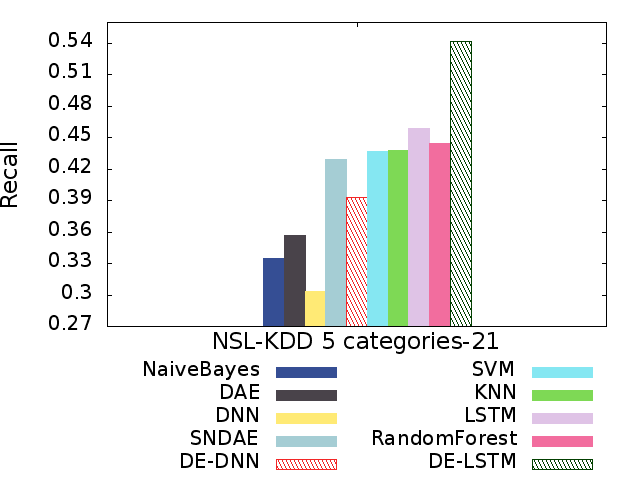 0.54
0.51
0.48
0.45
0.42
0.39
0.36
0.33
0.3
0.27
Recall
NSL-KDD 5 categories-21
NaiveBayes
DAE
DNN
SNDAE
DE-DNN
SVM
KNN
LSTM
RandomForest
DE-LSTM